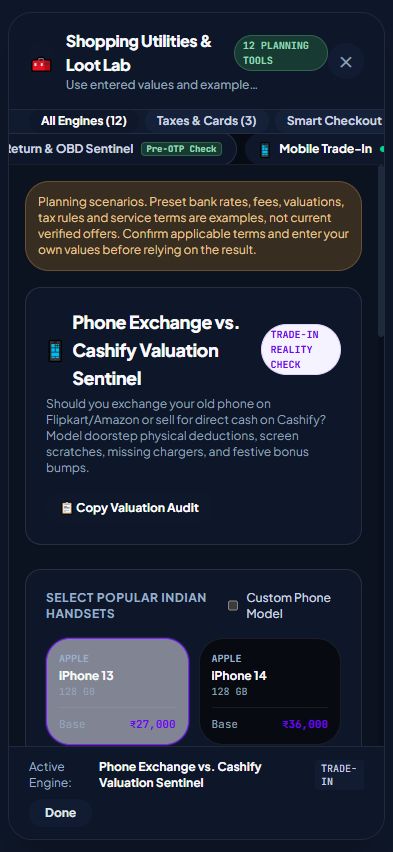 Shopping Utilities &
Loot Lab
12 PLANNING
TOOLS
Use entered values and example…
All Engines (12)
Taxes & Cards (3)
Smart Checkout
Return & OBD Sentinel
Pre-OTP Check
Mobile Trade-In
Planning scenarios. Preset bank rates, fees, valuations,
tax rules and service terms are examples, not current
verified offers. Confirm applicable terms and enter your
own values before relying on the result.
Phone Exchange vs.
Cashify Valuation
Sentinel
TRADE-IN
REALITY
CHECK
Should you exchange your old phone on
Flipkart/Amazon or sell for direct cash on Cashify?
Model doorstep physical deductions, screen
scratches, missing chargers, and festive bonus
bumps.
Copy Valuation Audit
SELECT POPULAR INDIAN
HANDSETS
Custom Phone
Model
APPLE
iPhone 13
128 GB
Base ₹27,000
APPLE
iPhone 14
128 GB
Base ₹36,000
Active
Engine:
Phone Exchange vs. Cashify
Valuation Sentinel
TRADE-
IN
Done